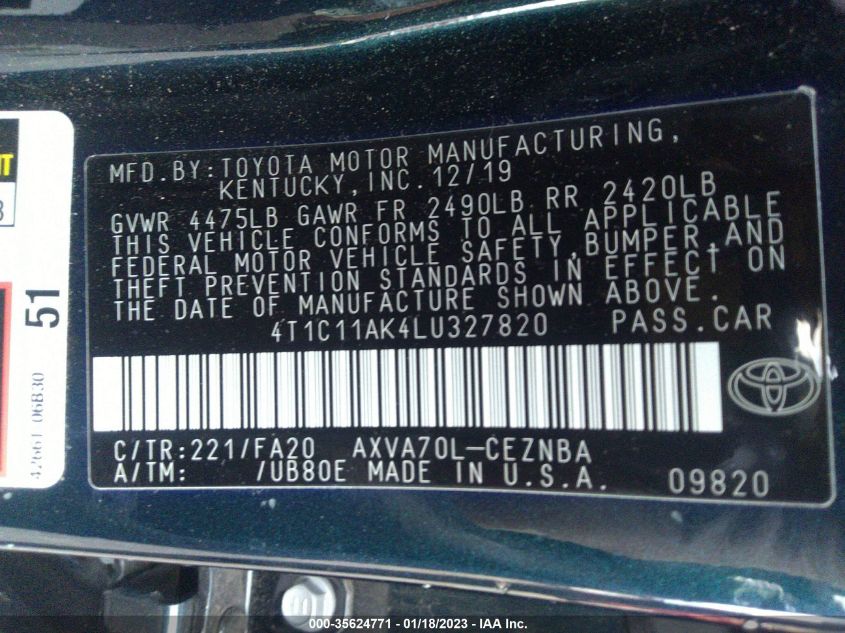 MFD.BY:TOYOTA MOTOR MANUFACTURING,
KENTUCKY,INC.12/19
GVWR 4475LB GAWR FR 2490LB RR 2420LB
THIS VEHICLE CONFORMS TO ALL APPLICABLE
FEDERAL MOTOR VEHICLE SAFETY,BUMPER,AND
THEFT PREVENTION STANDARDS IN EFFECT ON
THE DATE OF MANUFACTURE SHOWN ABOVE.
4T1C11AK4LU327820 PASS.CAR
C/TR:221/FA20 AXVA70L-CEZNBA
A/TM: /UB80E MADE IN U.S.A.
09820
51
42661 06B30
000-35624771 - 01/18/2023 - IAA Inc.